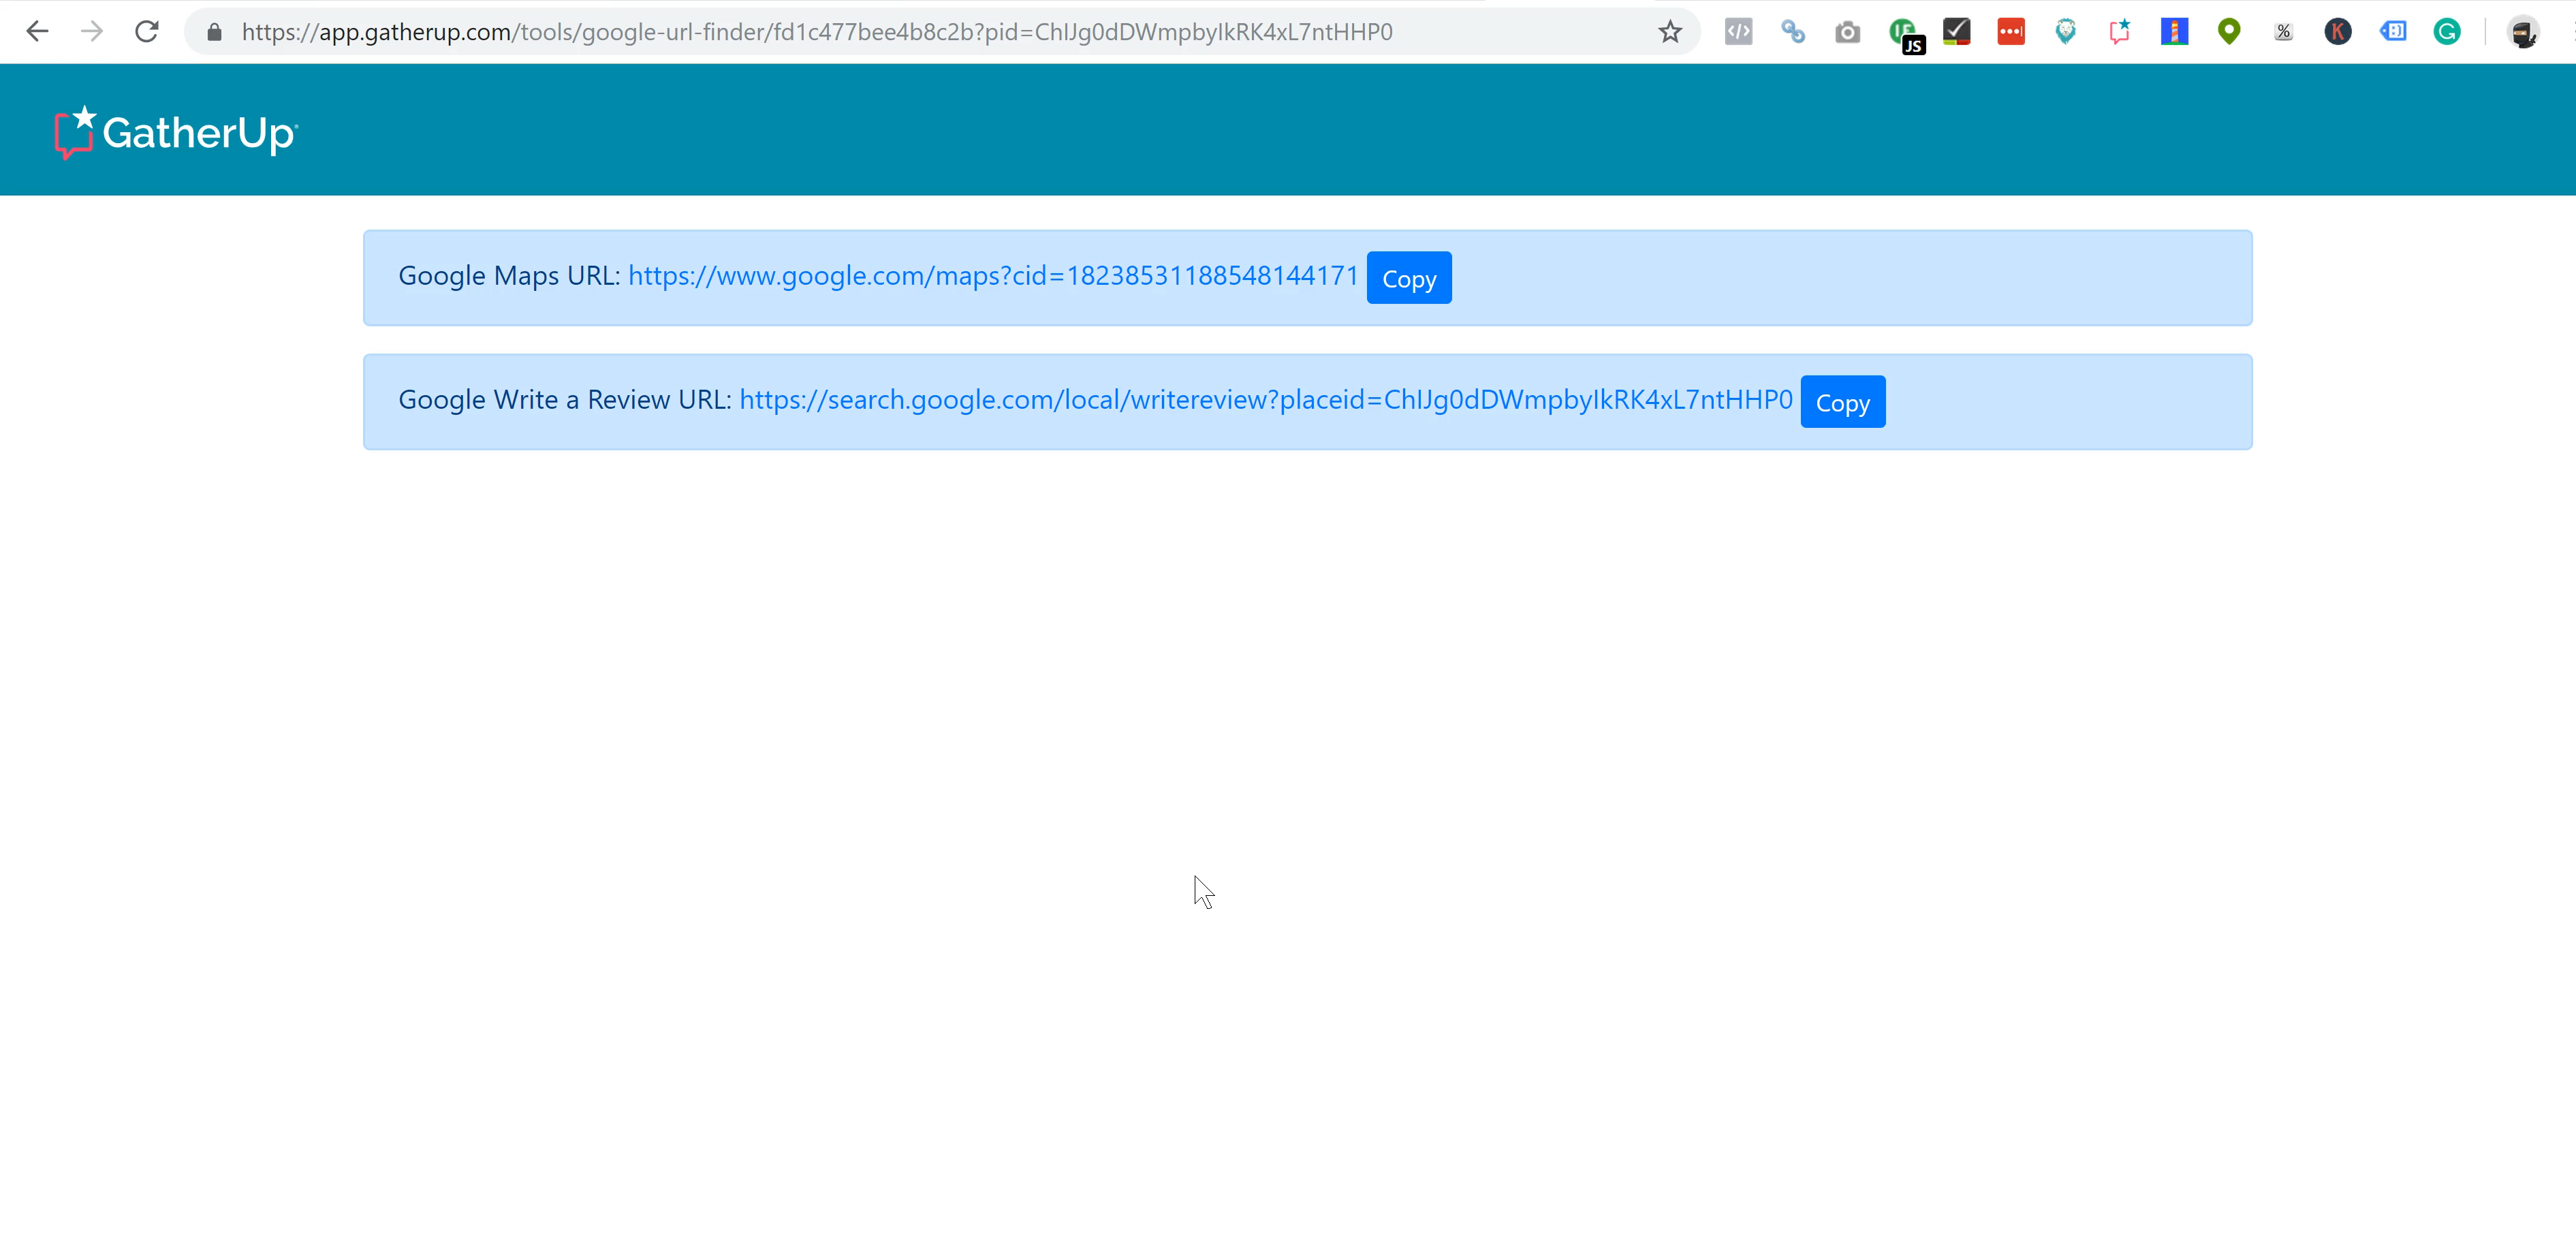 https://app.gatherup.com/tools/google-url-finder/fd1c477bee4b8c2b?pid=ChIJg0dDWmpbyIkRK4xL7ntHHP0
JS
%
K
G
GatherUp
Google Maps URL: https://www.google.com/maps?cid=18238531188548144171 Copy
Google Write a Review URL: https://search.google.com/local/writereview?placeid=ChIJg0dDWmpbyIkRK4xL7ntHHP0 Copy